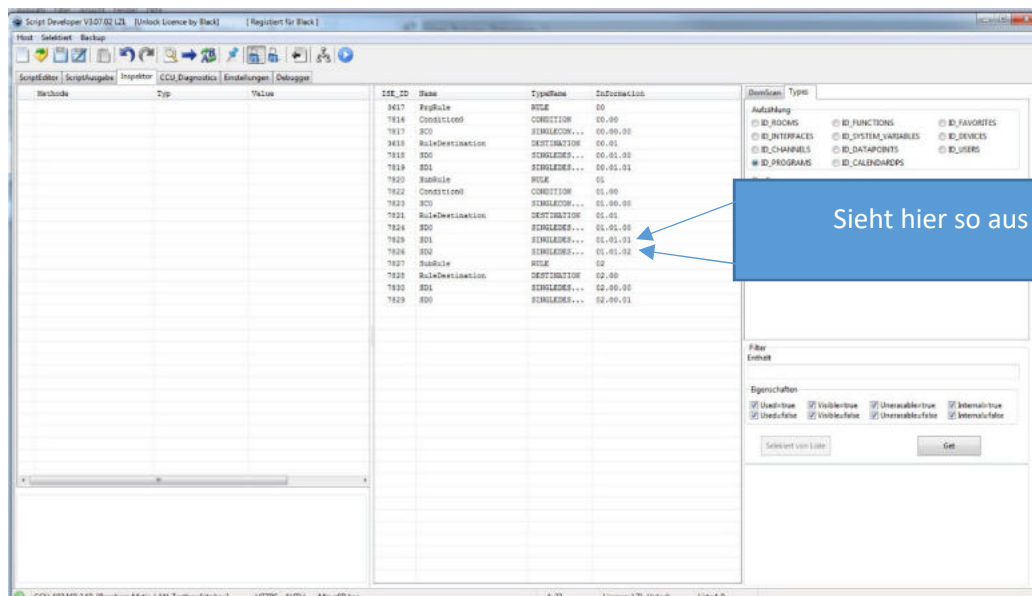 Script Developer V3.07.02 LZL [Unlock Licence by Black] [ Registiert für Black ]
Host Selektiert Backup
ScriptEditor ScriptAusgabe Inspektor CCU_Diagnostics Einstellungen Debugger
Methode Typ Value
ISE_ID Name TypeName Information
3617 PrgRule RULE 00
7816 Condition0 CONDITION 00.00
7817 SC0 SINGLECON... 00.00.00
3618 RuleDestination DESTINATION 00.01
7818 SD0 SINGLEDES... 00.01.00
7819 SD1 SINGLEDES... 00.01.01
7820 SubRule RULE 01
7822 Condition0 CONDITION 01.00
7823 SC0 SINGLECON... 01.00.00
7821 RuleDestination DESTINATION 01.01
7824 SD0 SINGLEDES... 01.01.00
7825 SD1 SINGLEDES... 01.01.01
7826 SD2 SINGLEDES... 01.01.02
7827 SubRule RULE 02
7828 RuleDestination DESTINATION 02.00
7830 SD1 SINGLEDES... 02.00.00
7829 SD0 SINGLEDES... 02.00.01
DomScan Types
Aufzählung
ID_ROOMS ID_FUNCTIONS ID_FAVORITES
ID_INTERFACES ID_SYSTEM_VARIABLES ID_DEVICES
ID_CHANNELS ID_DATAPOINTS ID_USERS
ID_PROGRAMS ID_CALENDARDPS
Sieht hier so aus
Filter
Enthält
Eigenschaften
Used=true Visible=true Unerasable=true Internal=true
Used=false Visible=false Unerasable=false Internal=false
Selektiert von Liste Get